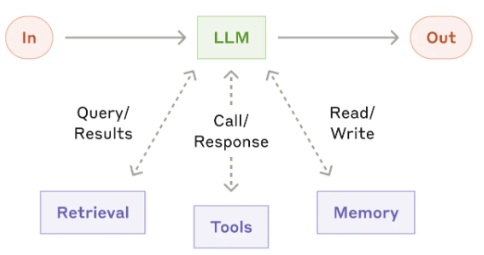 In
LLM
Out
Query/
Results
Call/
Response
Read/
Write
Retrieval
Tools
Memory